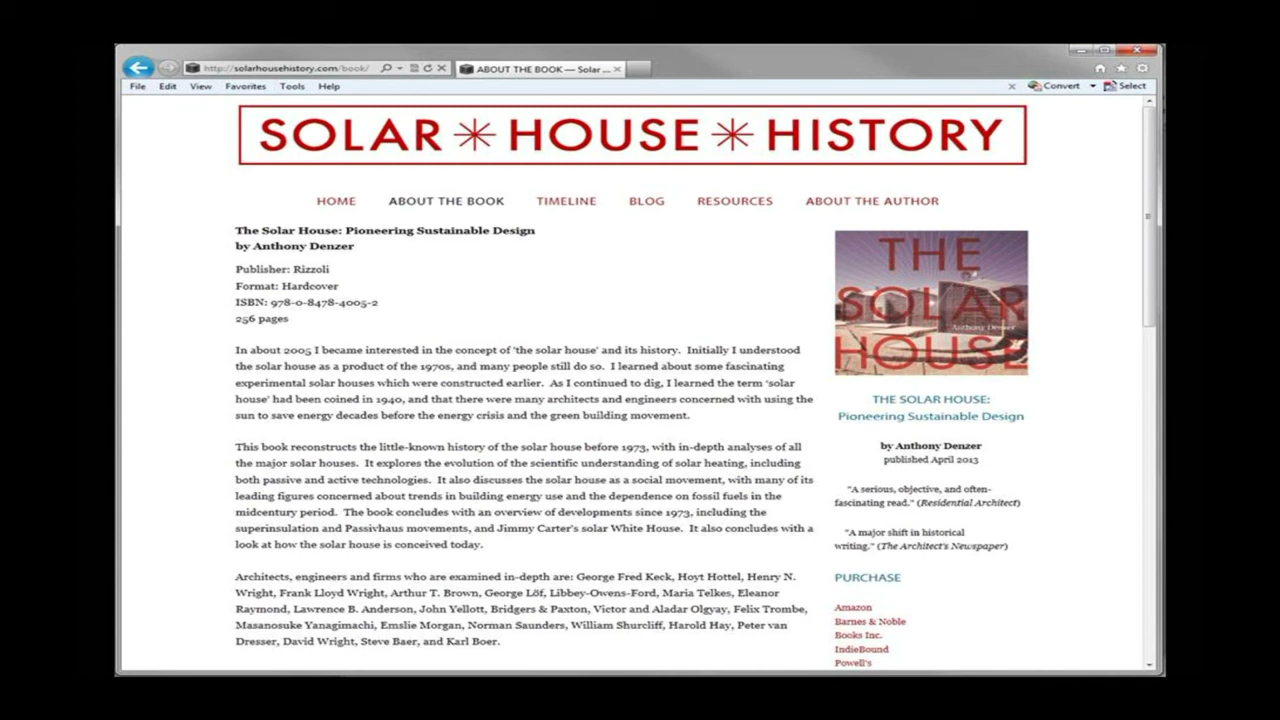 http://solarhousehistory.com/book/
ABOUT THE BOOK — Solar ...
File Edit View Favorites Tools Help
Convert Select
SOLAR HOUSE HISTORY
HOME ABOUT THE BOOK TIMELINE BLOG RESOURCES ABOUT THE AUTHOR
The Solar House: Pioneering Sustainable Design
by Anthony Denzer
Publisher: Rizzoli
Format: Hardcover
ISBN: 978-0-8478-4005-2
256 pages
In about 2005 I became interested in the concept of 'the solar house' and its history. Initially I understood
the solar house as a product of the 1970s, and many people still do so. I learned about some fascinating
experimental solar houses which were constructed earlier. As I continued to dig, I learned the term 'solar
house' had been coined in 1940, and that there were many architects and engineers concerned with using the
sun to save energy decades before the energy crisis and the green building movement.
This book reconstructs the little-known history of the solar house before 1973, with in-depth analyses of all
the major solar houses. It explores the evolution of the scientific understanding of solar heating, including
both passive and active technologies. It also discusses the solar house as a social movement, with many of its
leading figures concerned about trends in building energy use and the dependence on fossil fuels in the
midcentury period. The book concludes with an overview of developments since 1973, including the
superinsulation and Passivhaus movements, and Jimmy Carter's solar White House. It also concludes with a
look at how the solar house is conceived today.
Architects, engineers and firms who are examined in-depth are: George Fred Keck, Hoyt Hottel, Henry N.
Wright, Frank Lloyd Wright, Arthur T. Brown, George Löf, Libbey-Owens-Ford, Maria Telkes, Eleanor
Raymond, Lawrence B. Anderson, John Yellott, Bridgers & Paxton, Victor and Aladar Olgyay, Felix Trombe,
Masanosuke Yanagimachi, Emslie Morgan, Norman Saunders, William Shurcliff, Harold Hay, Peter van
Dresser, David Wright, Steve Baer, and Karl Boer.
THE
SOLAR
Anthony Denzer
HOUSE
THE SOLAR HOUSE:
Pioneering Sustainable Design
by Anthony Denzer
published April 2013
"A serious, objective, and often-
fascinating read." (Residential Architect)
"A major shift in historical
writing." (The Architect's Newspaper)
PURCHASE
Amazon
Barnes & Noble
Books Inc.
IndieBound
Powell's